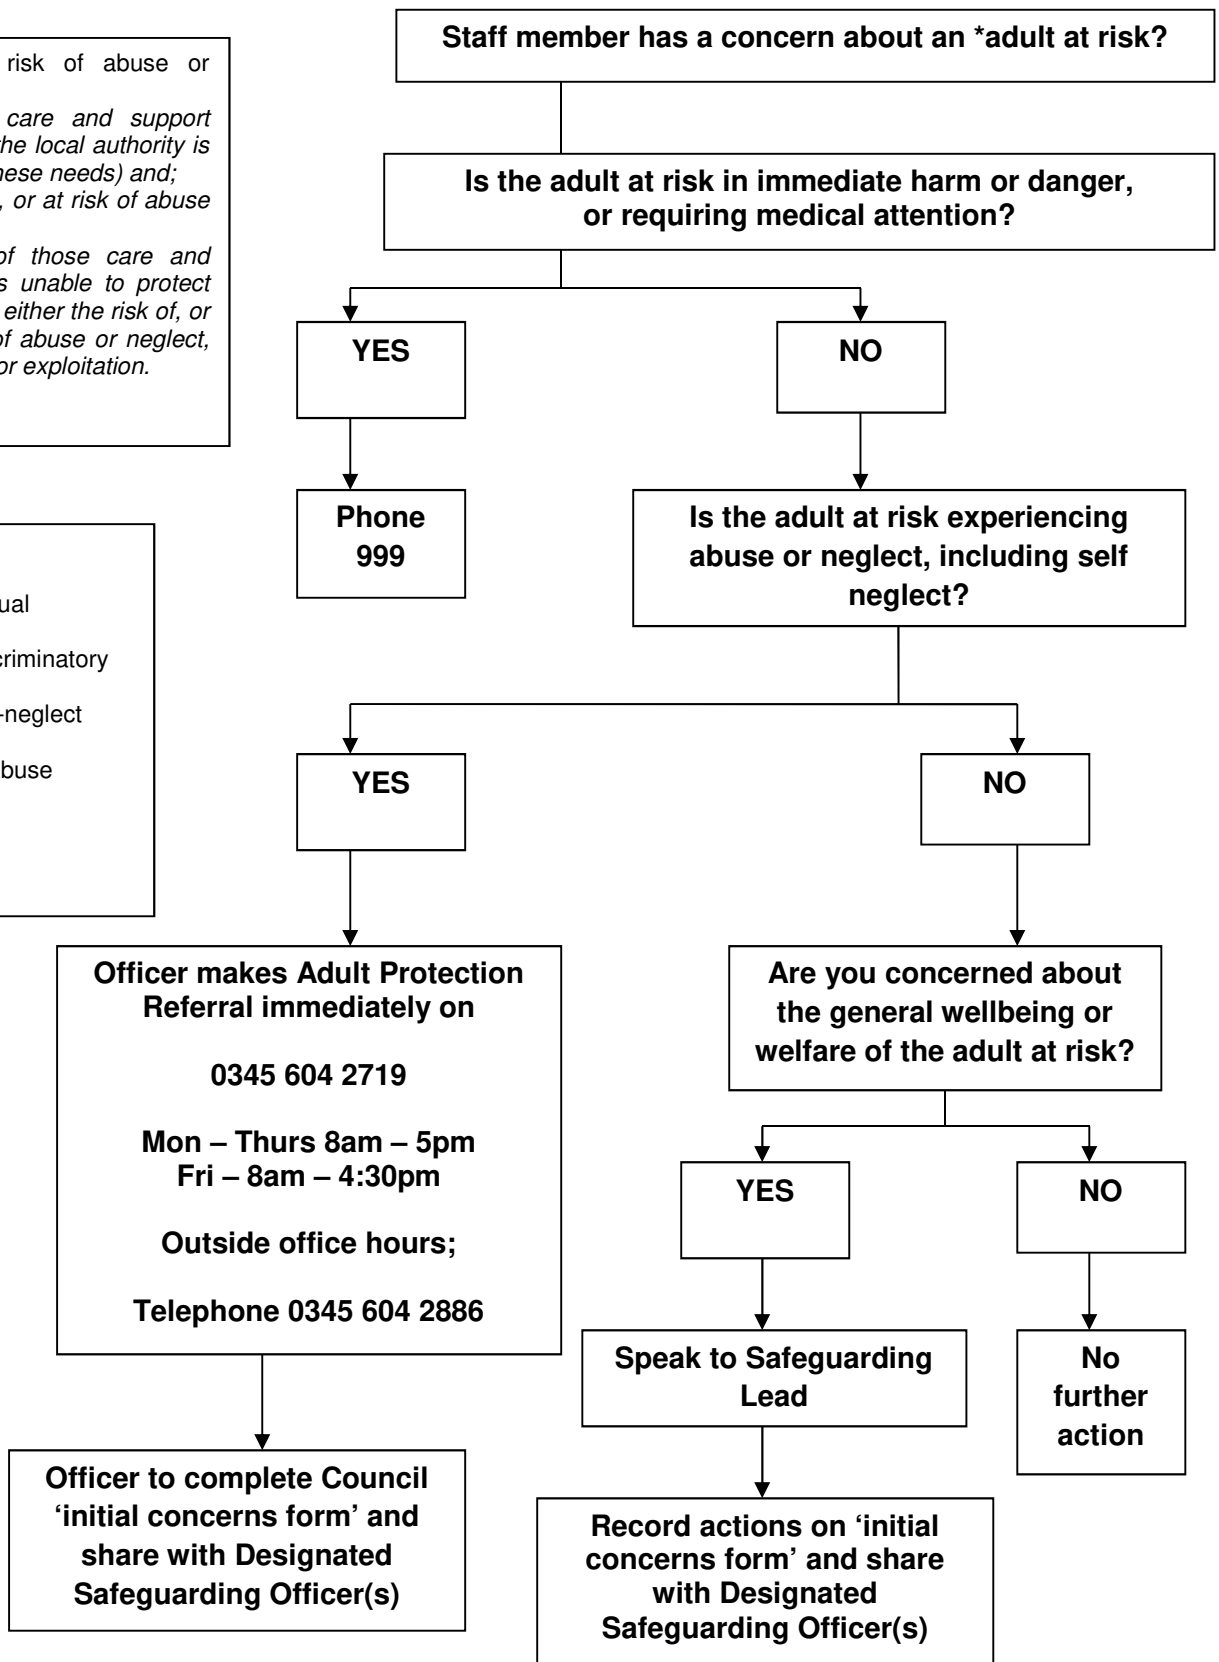 Staff member has a concern about an *adult at risk?
risk of abuse or
care and support
the local authority is
these needs) and;
, or at risk of abuse
of those care and
s unable to protect
either the risk of, or
of abuse or neglect,
or exploitation.
Is the adult at risk in immediate harm or danger,
or requiring medical attention?
YES
NO
Phone
999
Is the adult at risk experiencing
abuse or neglect, including self
neglect?
ual
criminatory
-neglect
buse
YES
NO
Officer makes Adult Protection
Referral immediately on
0345 604 2719
Mon – Thurs 8am – 5pm
Fri – 8am – 4:30pm
Outside office hours;
Telephone 0345 604 2886
Are you concerned about
the general wellbeing or
welfare of the adult at risk?
YES
NO
Speak to Safeguarding
Lead
No
further
action
Officer to complete Council
‘initial concerns form’ and
share with Designated
Safeguarding Officer(s)
Record actions on ‘initial
concerns form’ and share
with Designated
Safeguarding Officer(s)